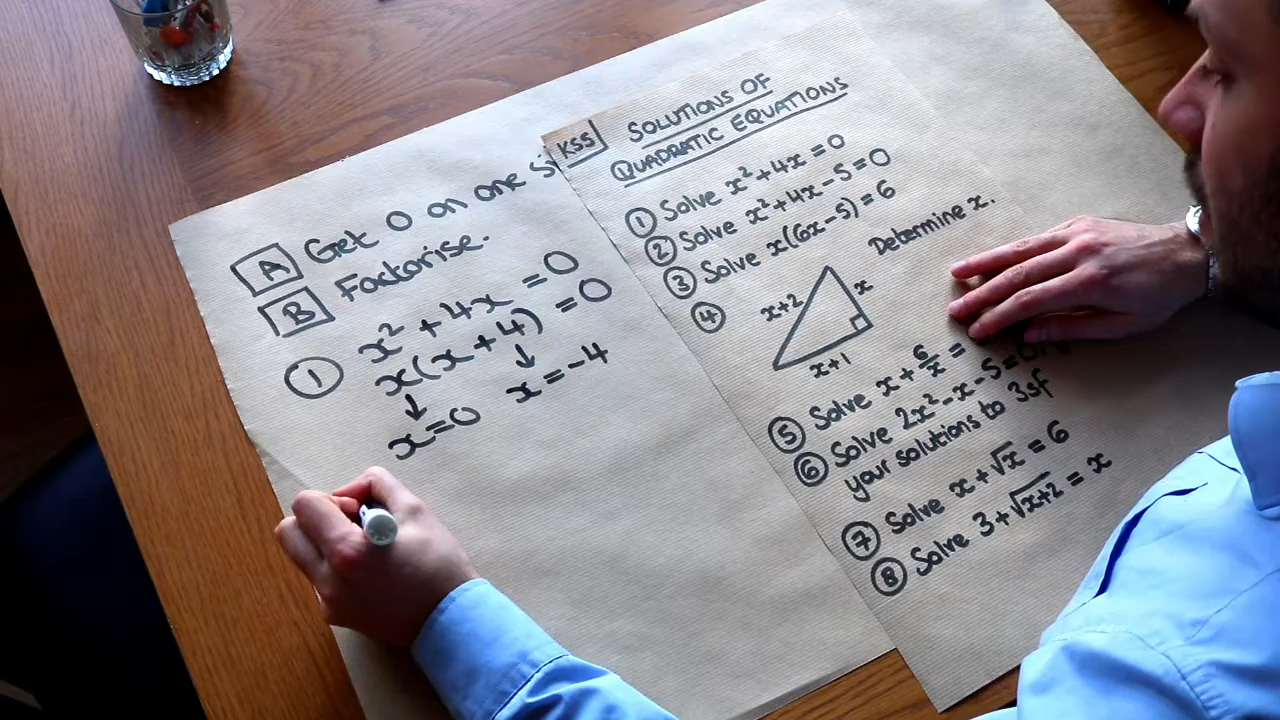 A Get 0 on one
B Factorise.
1 x² + 4x = 0
x(x + 4) = 0
↓ ↓
x = 0 x = -4
KS5 SOLUTIONS OF
QUADRATIC EQUATIONS
1 Solve x² + 4x = 0
2 Solve x² + 4x - 5 = 0
3 Solve x(6x - 5) = 6
4 Determine x.
x+2 x
x+1
5 Solve x + 6/x =
6 Solve 2x² - x - 5 =
your solutions to 3sf
7 Solve x + √x = 6
8 Solve 3 + √x+2 = x